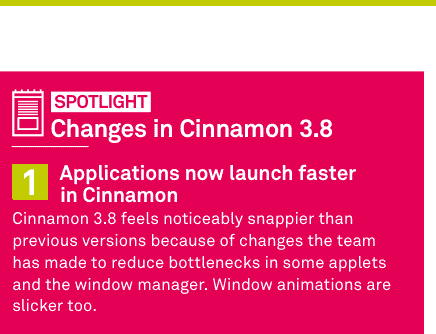 SPOTLIGHT
Changes in Cinnamon 3.8
1 Applications now launch faster
in Cinnamon
Cinnamon 3.8 feels noticeably snappier than
previous versions because of changes the team
has made to reduce bottlenecks in some applets
and the window manager. Window animations are
slicker too.